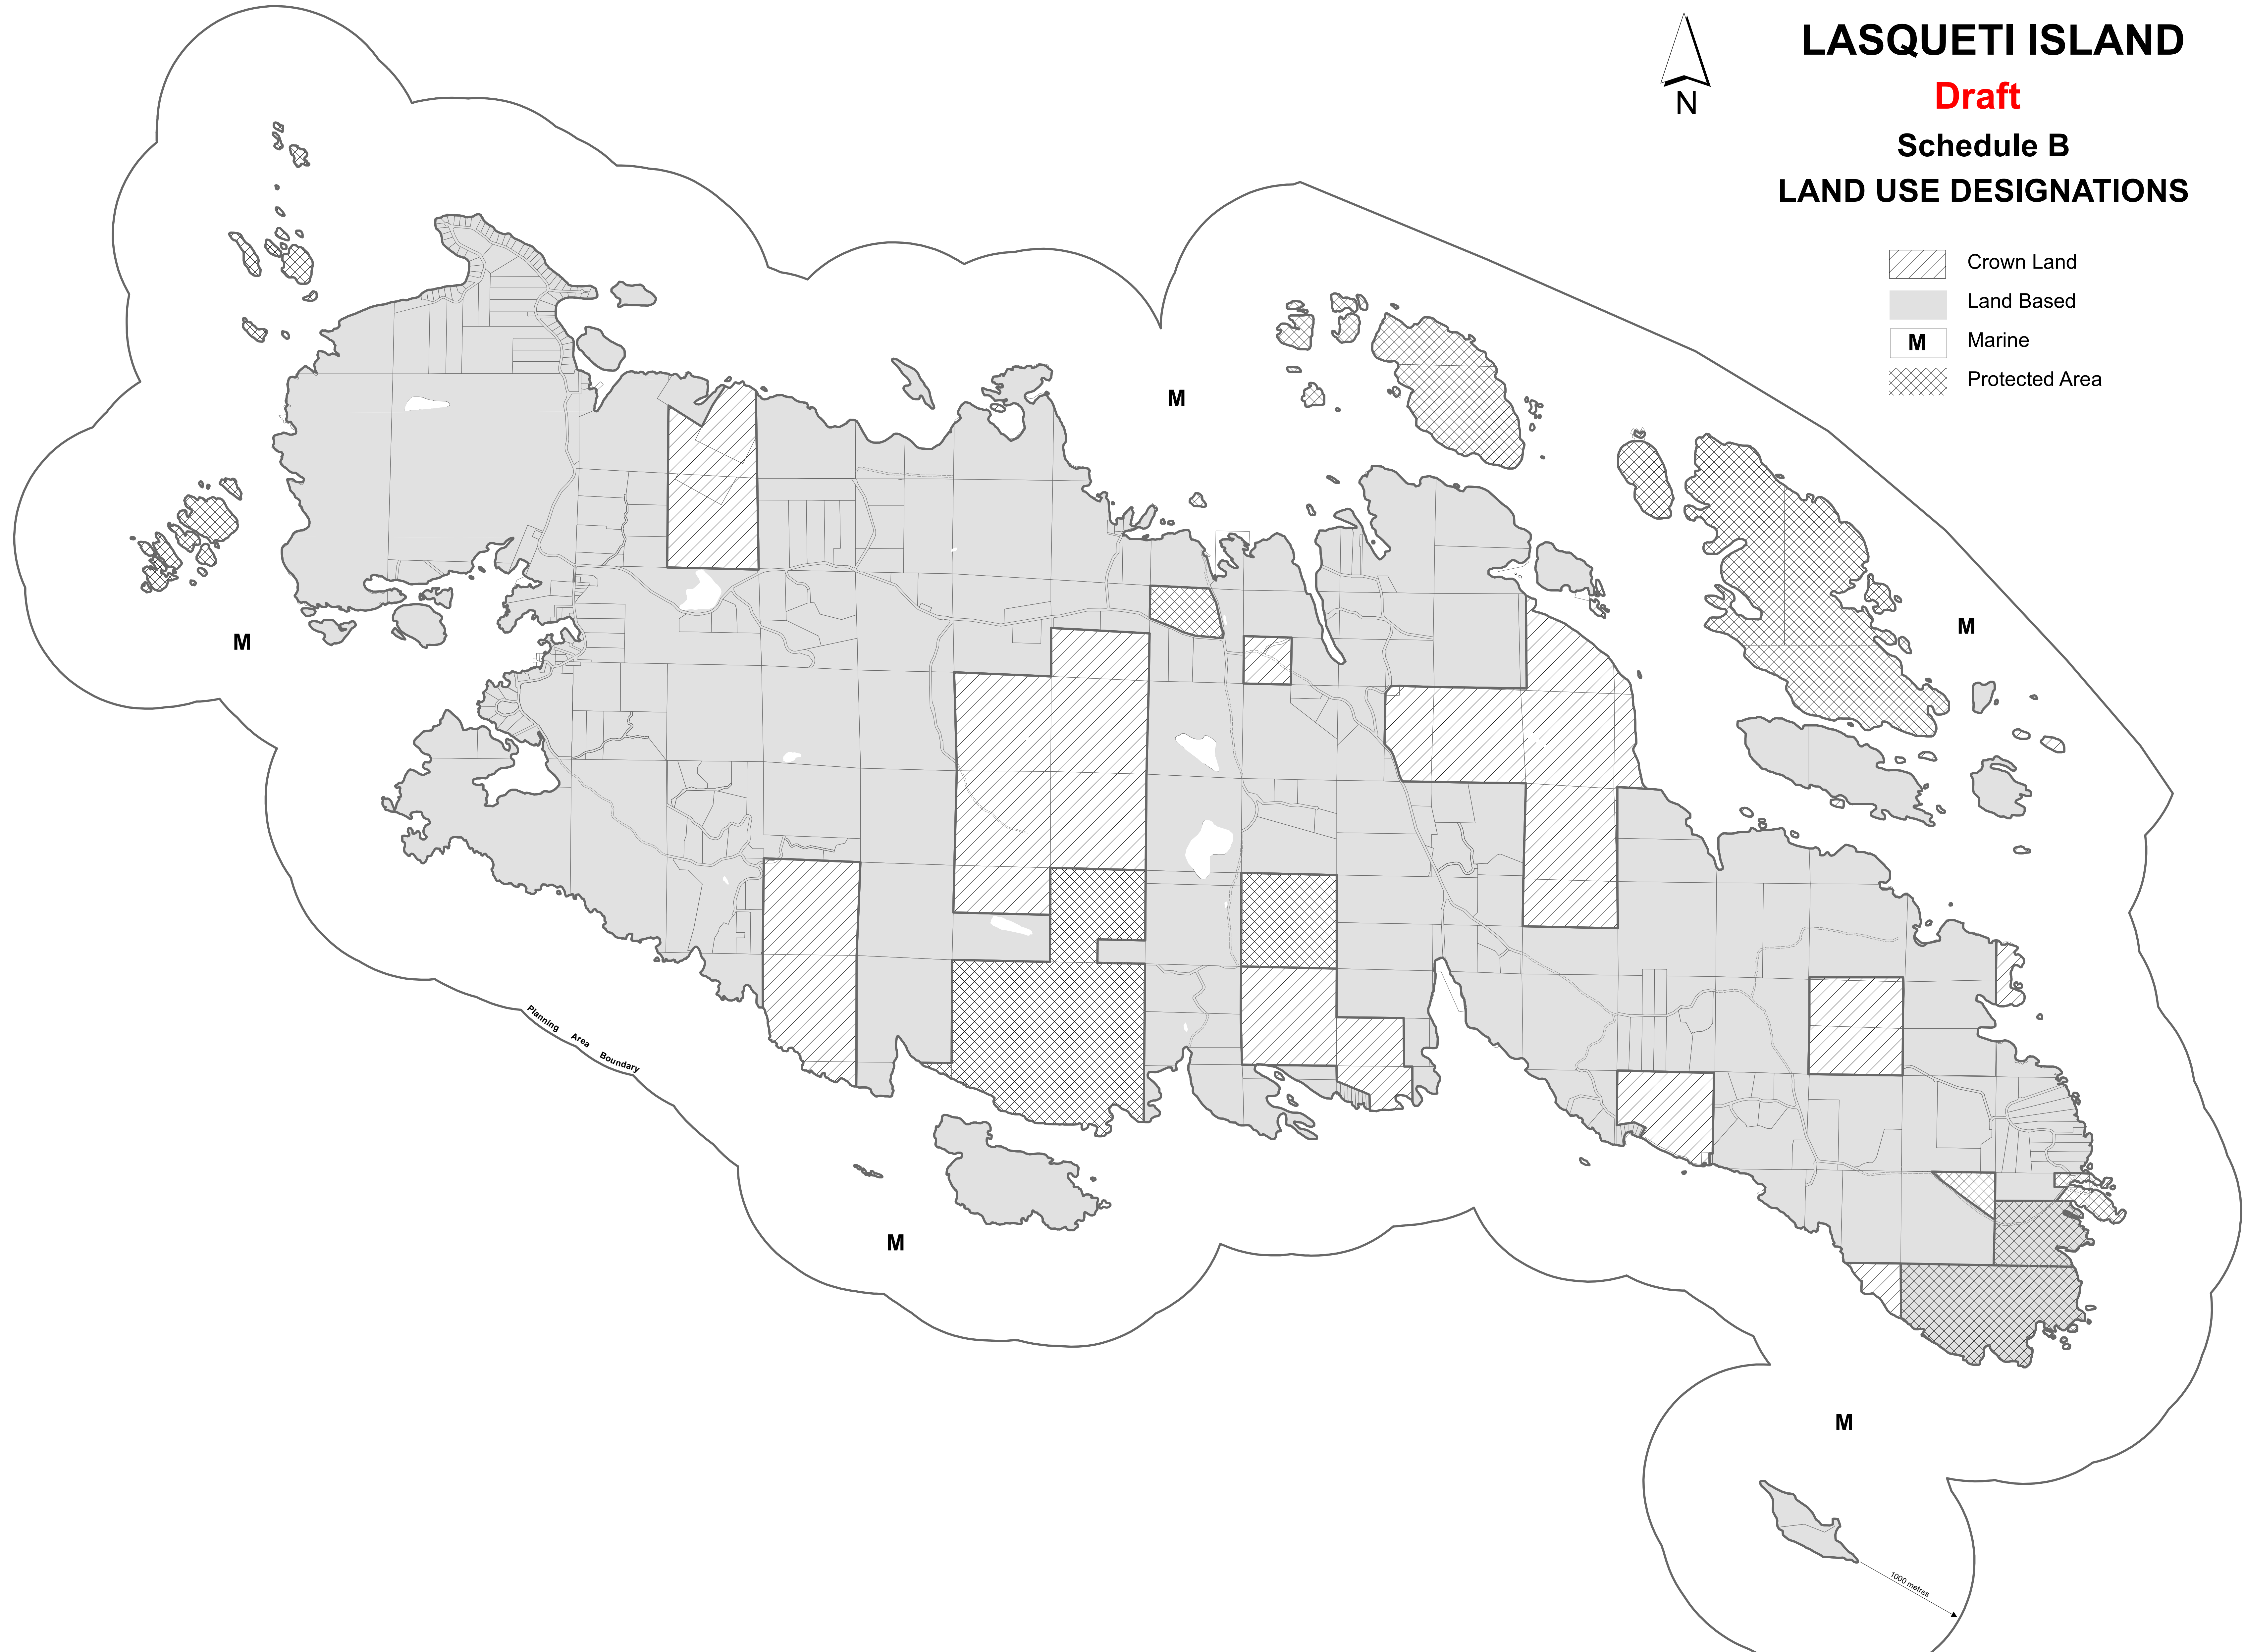 LASQUETI ISLAND
Draft
Schedule B
LAND USE DESIGNATIONS
N
Crown Land
Land Based
M Marine
Protected Area
M
M
M
Planning Area Boundary
M
M
1000 metres